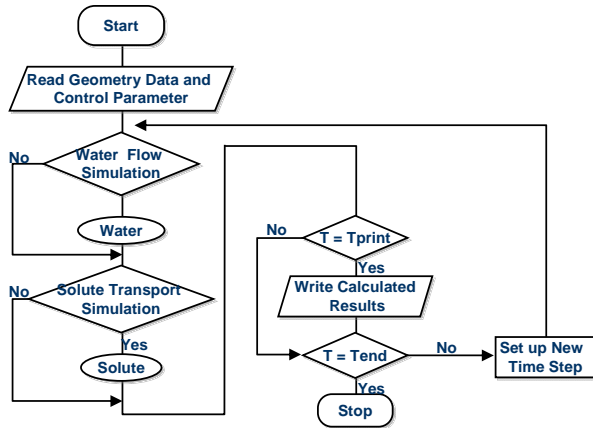 Start
Read Geometry Data and
Control Parameter
No
Water Flow
Simulation
Water
No
Solute Transport
Simulation
Yes
Solute
No
T = Tprint
Yes
Write Calculated
Results
T = Tend
No
Set up New
Time Step
Yes
Stop